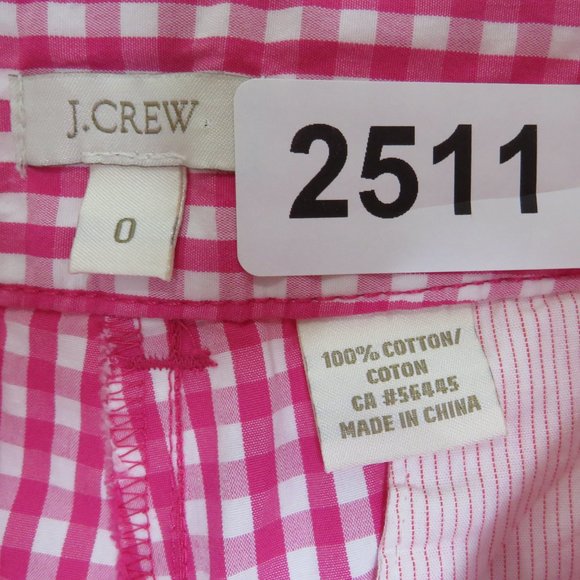 J.CREW
2511
0
100% COTTON/
COTON
CA #56445
MADE IN CHINA